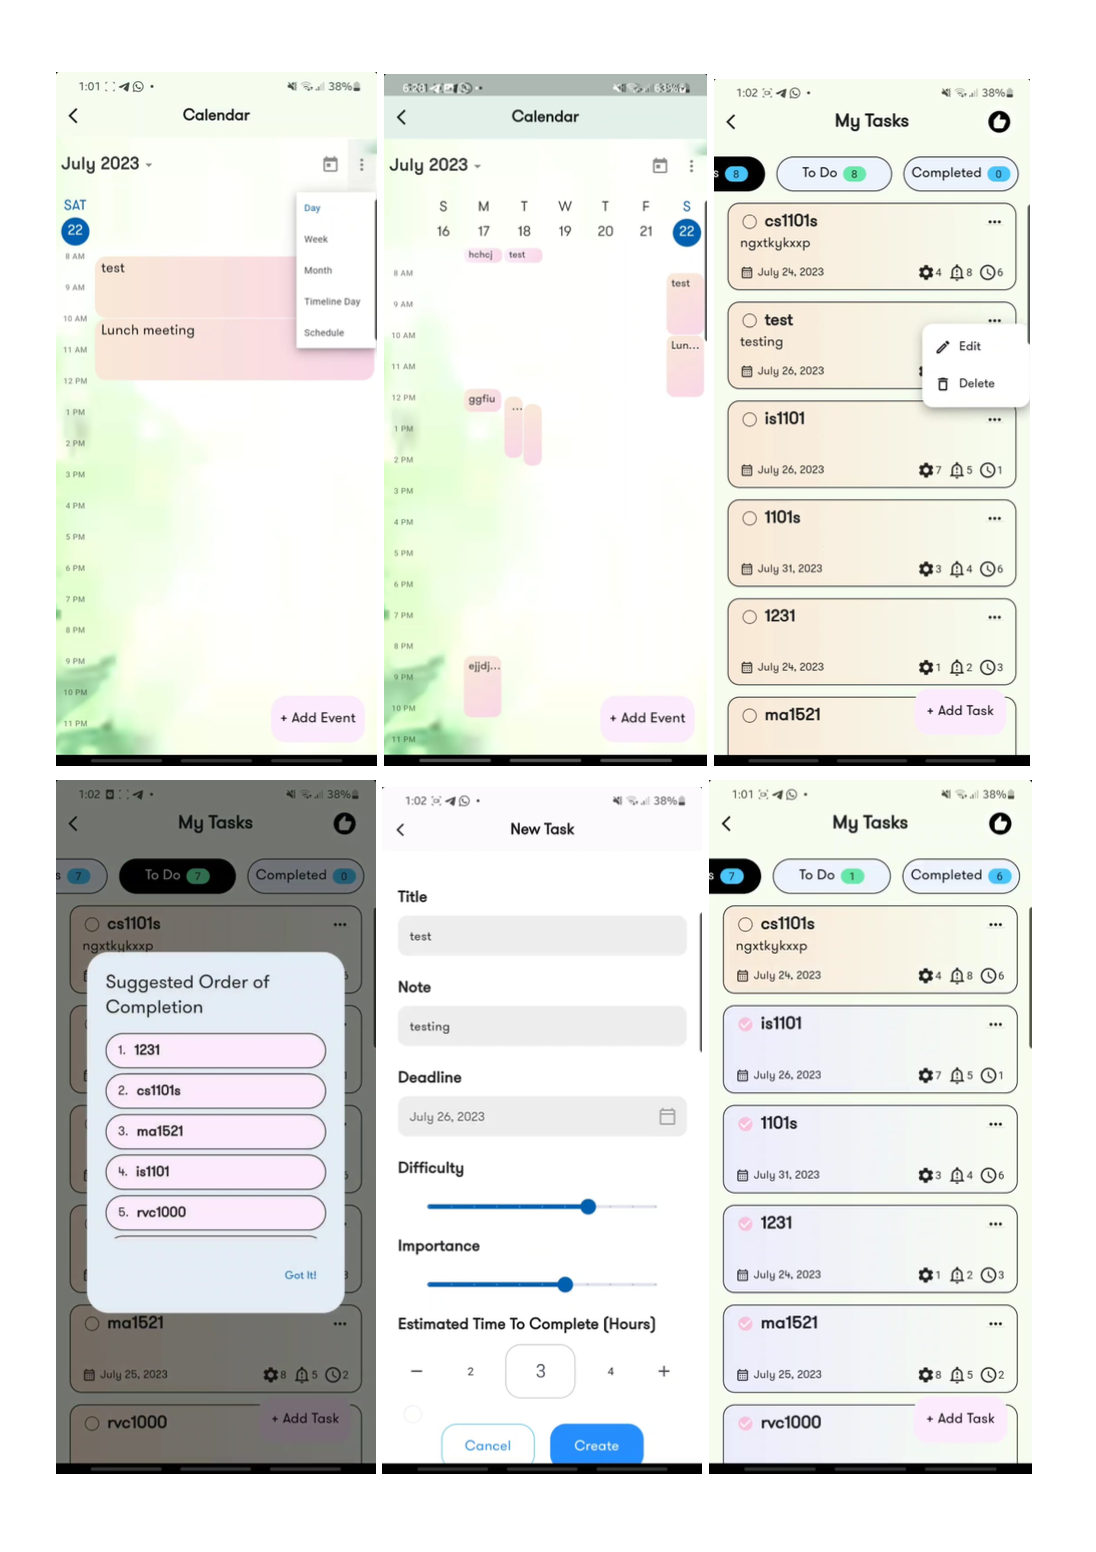 1:01 38%
Calendar
July 2023
Day
Week
Month
Timeline Day
Schedule
SAT
22
8 AM
test
9 AM
10 AM
Lunch meeting
11 AM
12 PM
1 PM
2 PM
3 PM
4 PM
5 PM
6 PM
7 PM
8 PM
9 PM
10 PM
11 PM
+ Add Event
Calendar
July 2023
S M T W T F S
16 17 18 19 20 21 22
hchcj test
8 AM
test
9 AM
10 AM
Lun...
11 AM
12 PM
ggfiu
...
1 PM
2 PM
3 PM
4 PM
5 PM
6 PM
7 PM
8 PM
ejjdj...
9 PM
10 PM
11 PM
+ Add Event
1:02 38%
My Tasks
s 8 To Do 8 Completed 0
cs1101s
ngxtkykxxp
July 24, 2023 4 8 6
test
testing
July 26, 2023
Edit
Delete
is1101
July 26, 2023 7 5 1
1101s
July 31, 2023 3 4 6
1231
July 24, 2023 1 2 3
ma1521
+ Add Task
1:02 38%
My Tasks
s 7 To Do 7 Completed 0
cs1101s
ngxtkykxxp
Suggested Order of
Completion
1. 1231
2. cs1101s
3. ma1521
4. is1101
5. rvc1000
Got It!
ma1521
July 25, 2023 8 5 2
rvc1000
+ Add Task
1:02 38%
New Task
Title
test
Note
testing
Deadline
July 26, 2023
Difficulty
Importance
Estimated Time To Complete (Hours)
− 2 3 4 +
Cancel Create
1:01 38%
My Tasks
s 7 To Do 1 Completed 6
cs1101s
ngxtkykxxp
July 24, 2023 4 8 6
is1101
July 26, 2023 7 5 1
1101s
July 31, 2023 3 4 6
1231
July 24, 2023 1 2 3
ma1521
July 25, 2023 8 5 2
rvc1000
+ Add Task